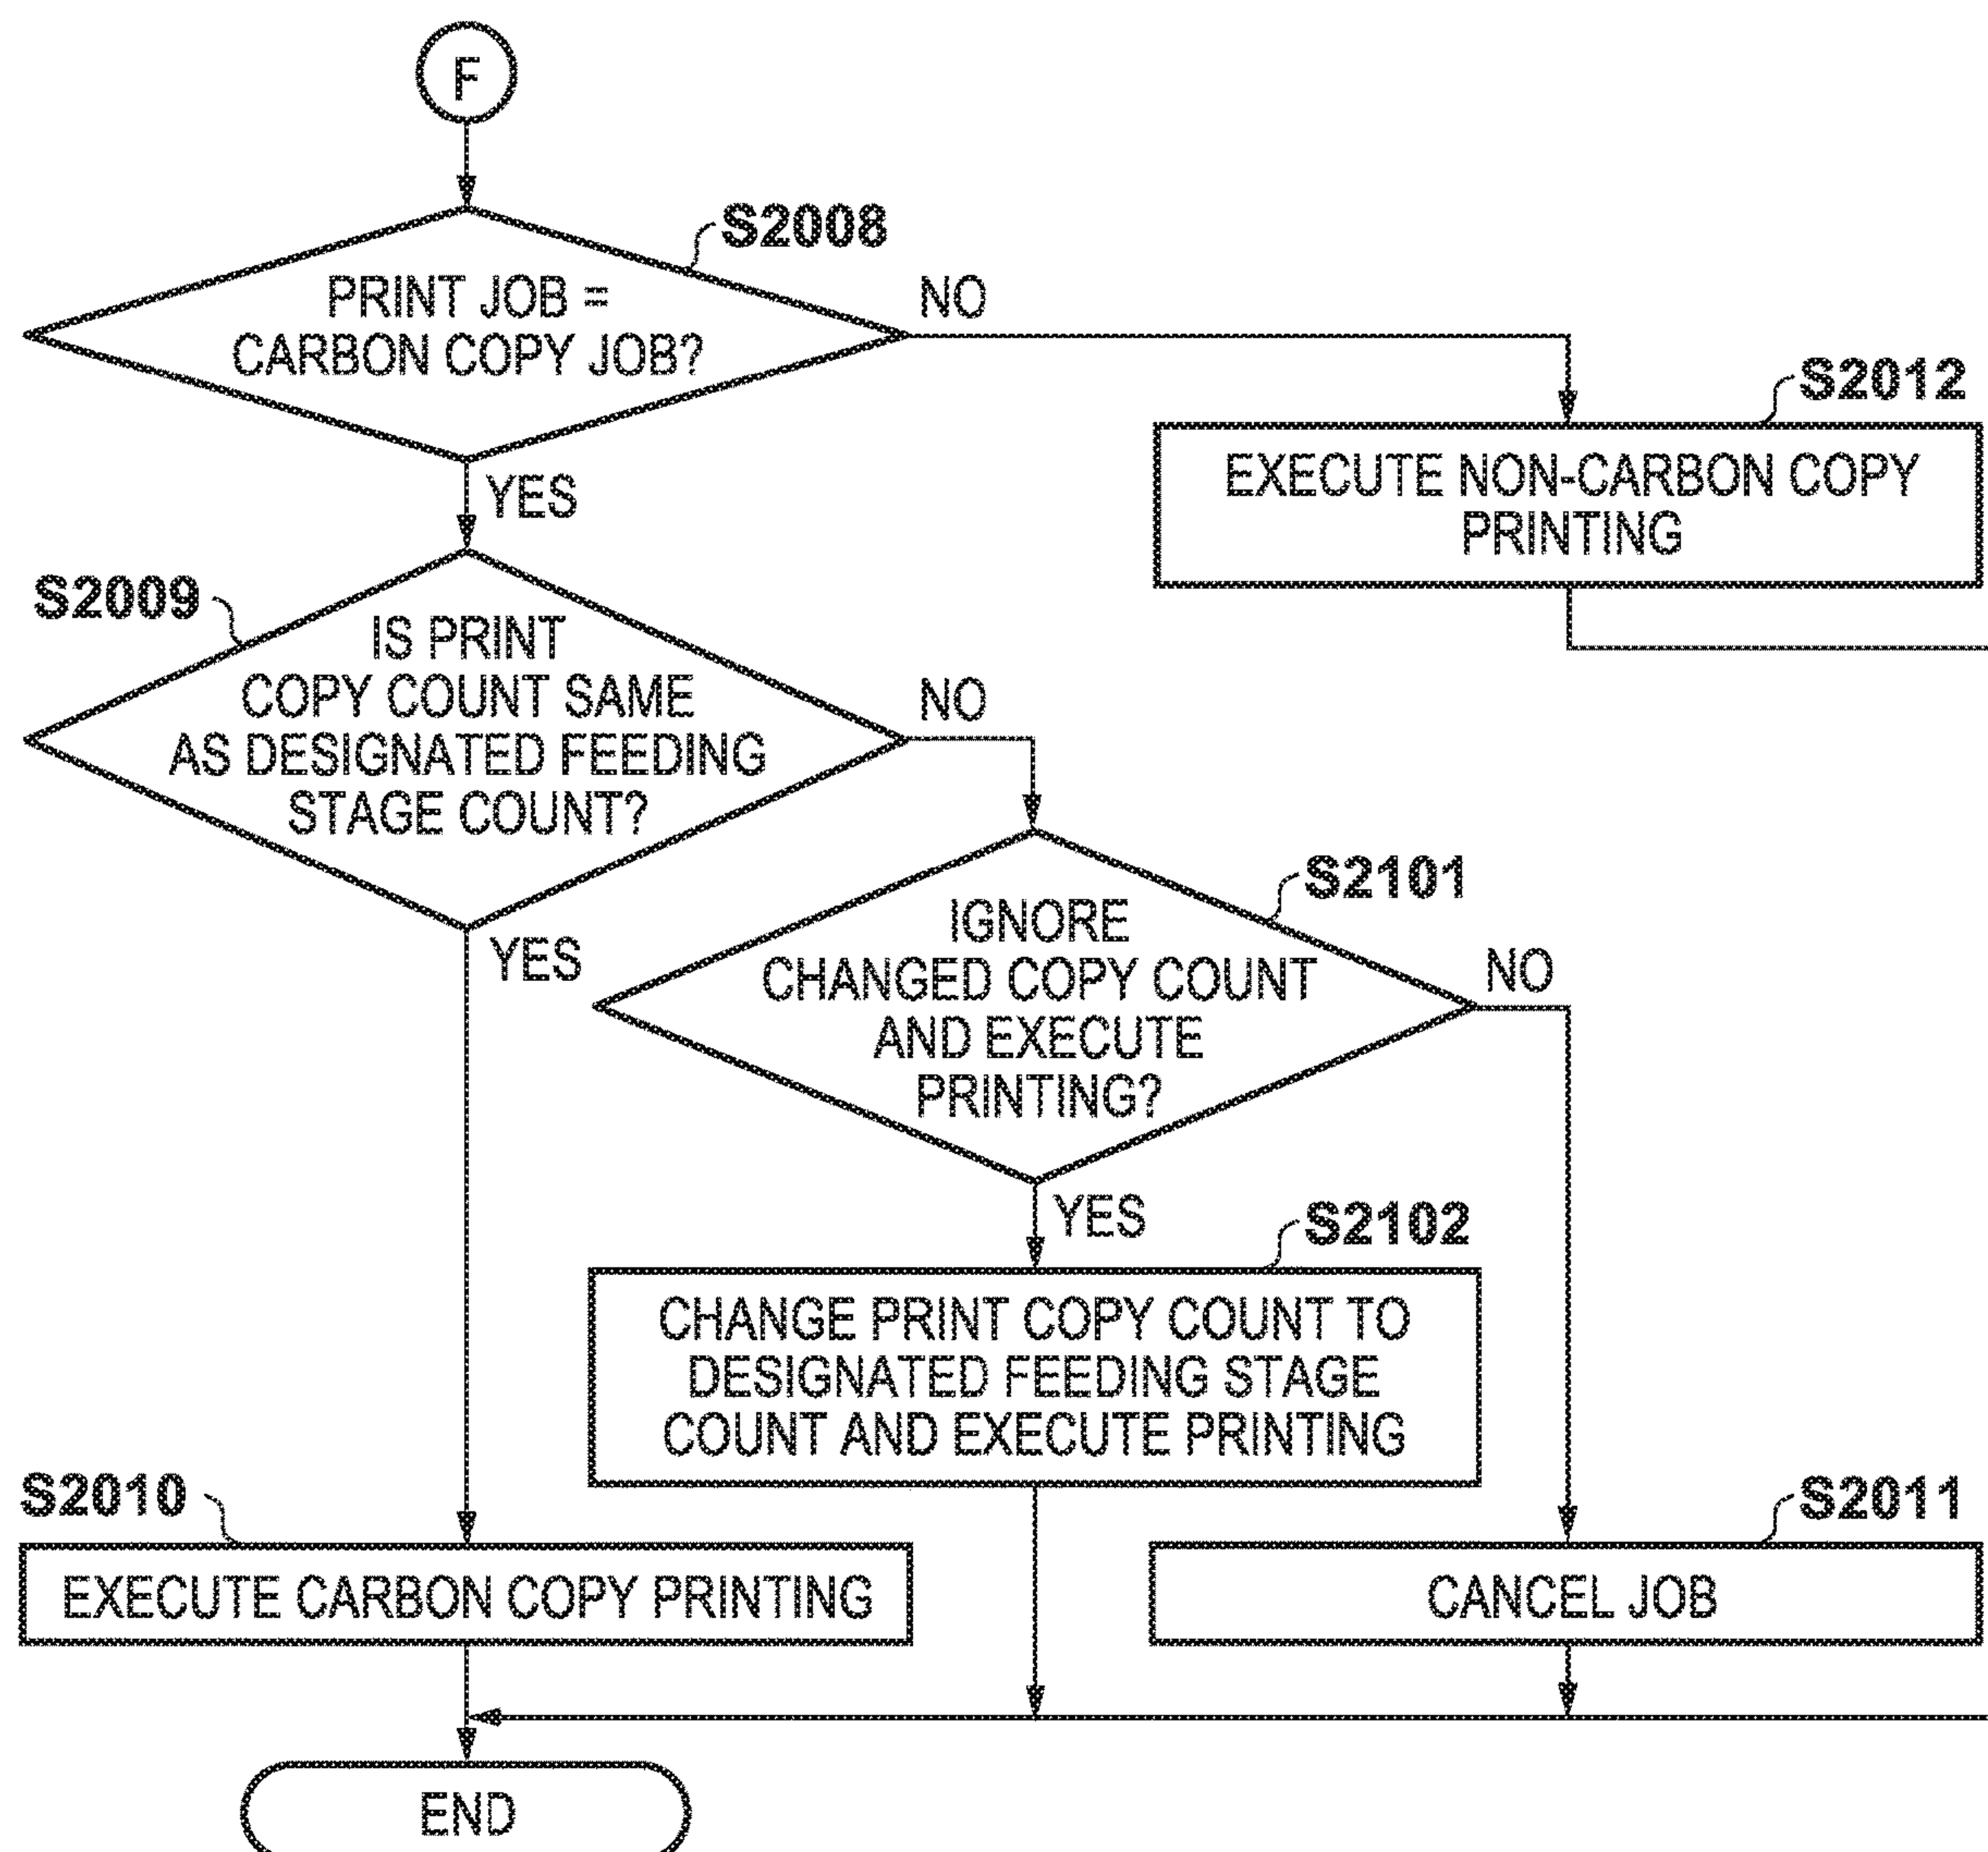 F
S2008
PRINT JOB =
CARBON COPY JOB?
NO
S2012
EXECUTE NON-CARBON COPY
PRINTING
YES
S2009
IS PRINT
COPY COUNT SAME
AS DESIGNATED FEEDING
STAGE COUNT?
NO
YES
S2101
IGNORE
CHANGED COPY COUNT
AND EXECUTE
PRINTING?
NO
YES
S2102
CHANGE PRINT COPY COUNT TO
DESIGNATED FEEDING STAGE
COUNT AND EXECUTE PRINTING
S2010
EXECUTE CARBON COPY PRINTING
S2011
CANCEL JOB
END